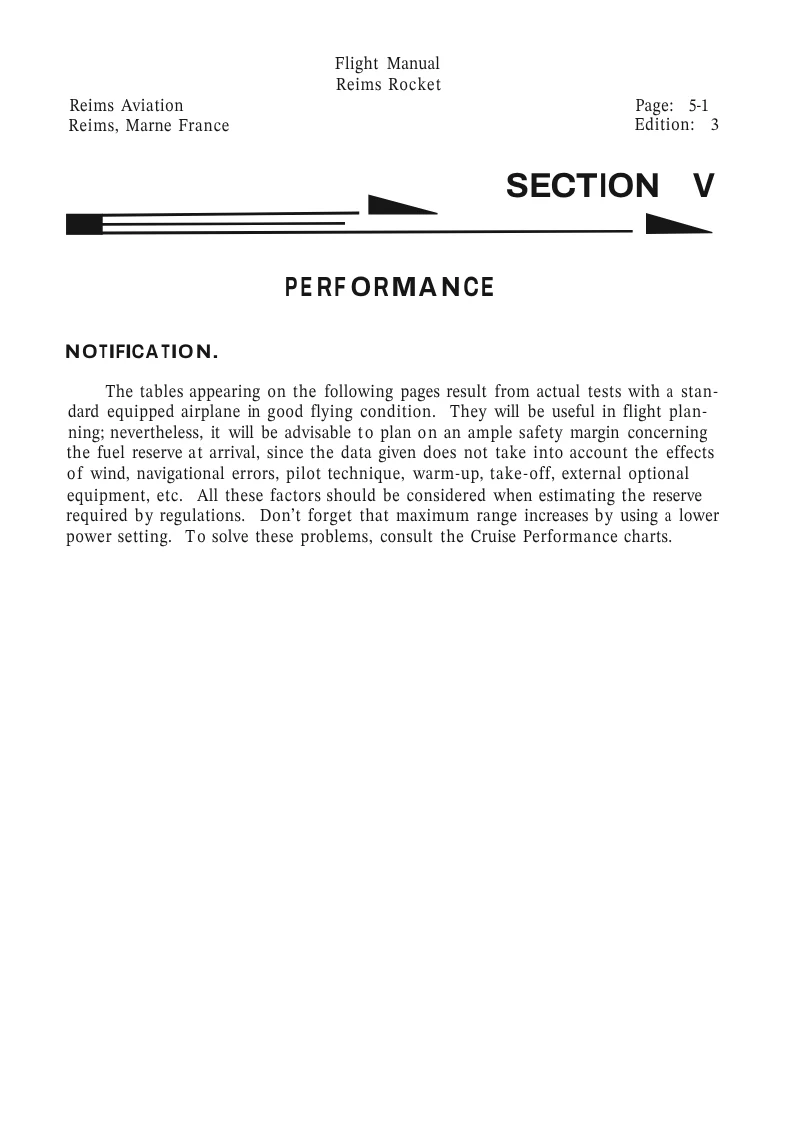 Flight Manual
Reims Rocket
Reims Aviation
Page: 5-1
Reims, Marne France
Edition: 3
SECTION V
PERFORMANCE
NOTIFICATION.
The tables appearing on the following pages result from actual tests with a stan-
dard equipped airplane in good flying condition. They will be useful in flight plan-
ning; nevertheless, it will be advisable to plan on an ample safety margin concerning
the fuel reserve at arrival, since the data given does not take into account the effects
of wind, navigational errors, pilot technique, warm-up, take-off, external optional
equipment, etc. All these factors should be considered when estimating the reserve
required by regulations. Don't forget that maximum range increases by using a lower
power setting. To solve these problems, consult the Cruise Performance charts.